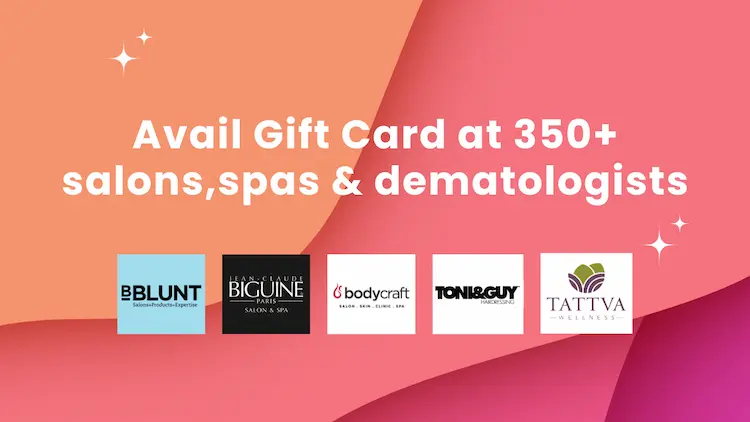 Avail Gift Card at 350+
salons,spas & dematologists
BBLUNT
Salons+Products+Expertise
JEAN-CLAUDE
BIGUINE
PARIS
SALON & SPA
bodycraft
SALON . SKIN . CLINIC . SPA
TONI&GUY
HAIRDRESSING
TATTVA
WELLNESS